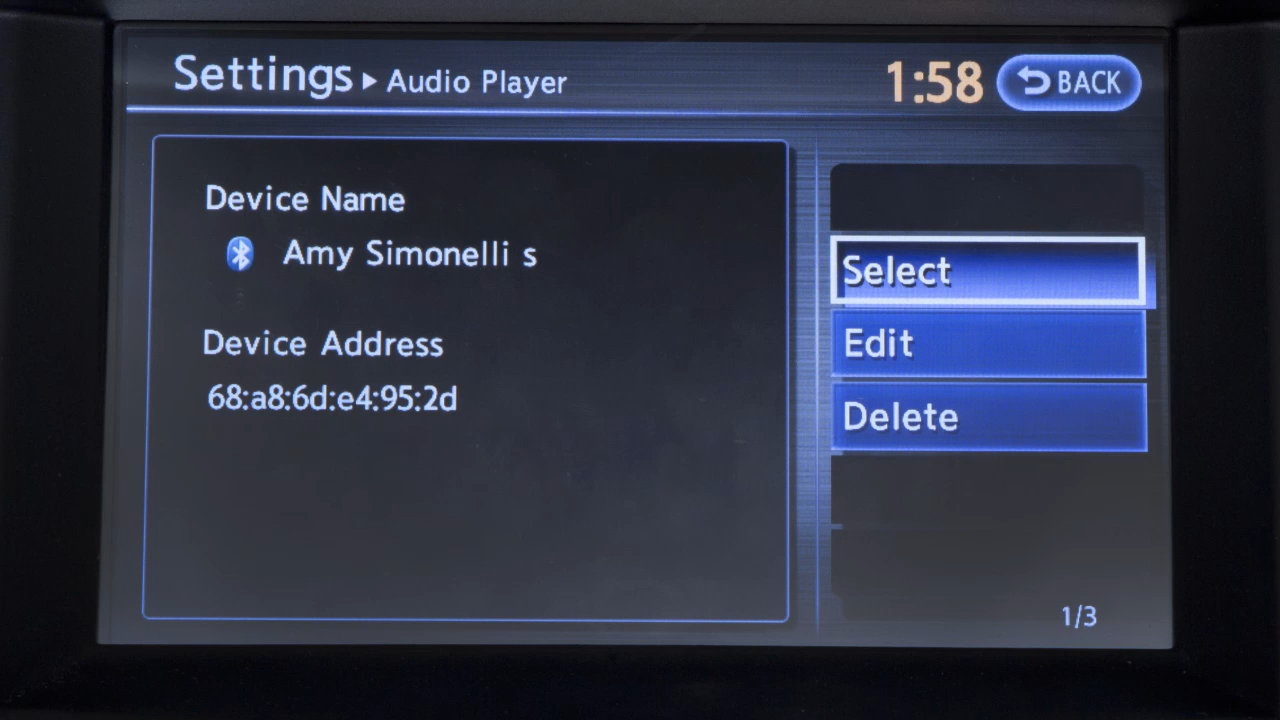 Settings ▸ Audio Player 1:58 BACK
Device Name
Amy Simonelli s
Device Address
68:a8:6d:e4:95:2d
Select
Edit
Delete
1/3